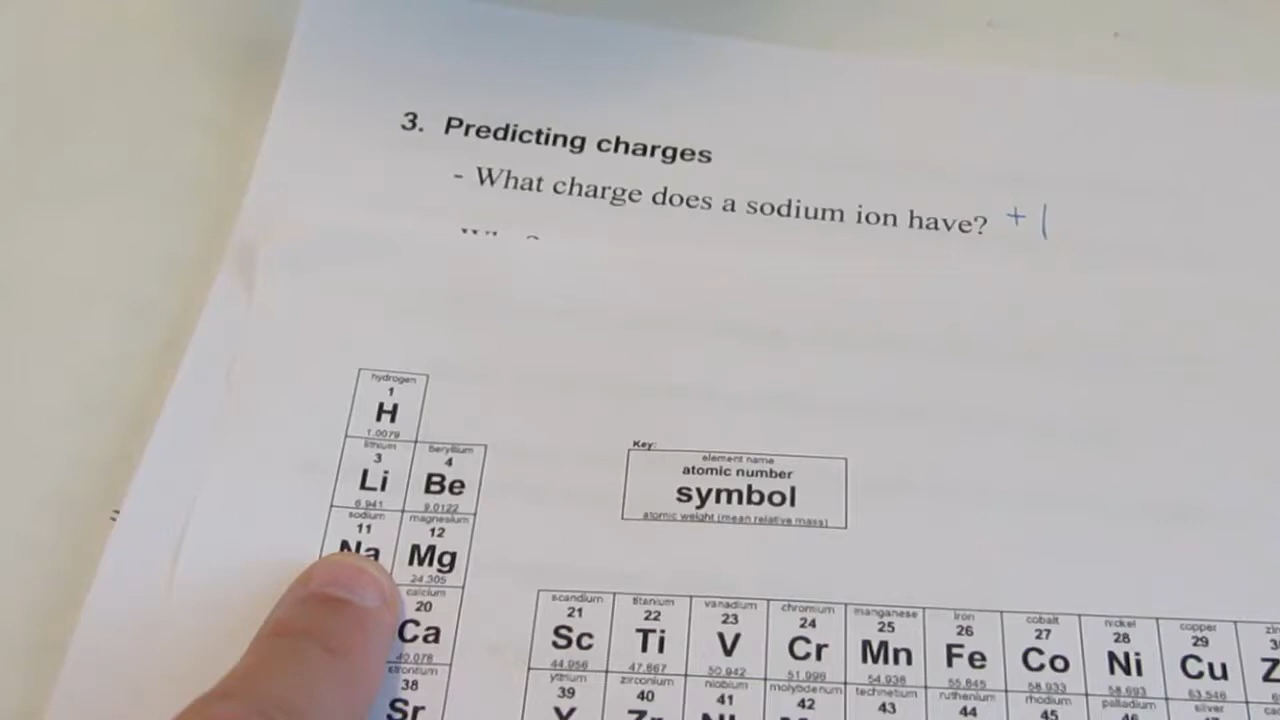 3. Predicting charges
- What charge does a sodium ion have? +1
hydrogen
1
H
1.0079
lithium beryllium
3 4
Li Be
6.941 9.0122
sodium magnesium
11 12
Na Mg
24.305
calcium
20
Ca
40.078
strontium
38
Sr
Key:
element name
atomic number
symbol
atomic weight (mean relative mass)
scandium titanium vanadium chromium manganese iron cobalt nickel copper
21 22 23 24 25 26 27 28 29
Sc Ti V Cr Mn Fe Co Ni Cu
44.956 47.867 50.942 51.996 54.938 55.845 58.933 58.693 63.546
yttrium zirconium niobium molybdenum technetium ruthenium rhodium palladium silver
39 40 41 42 43 44 45